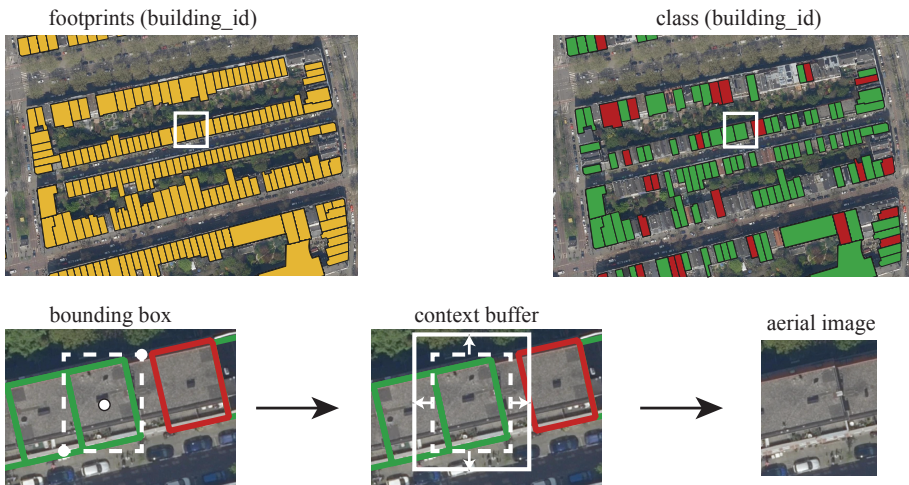 footprints (building_id)
class (building_id)
bounding box
context buffer
aerial image